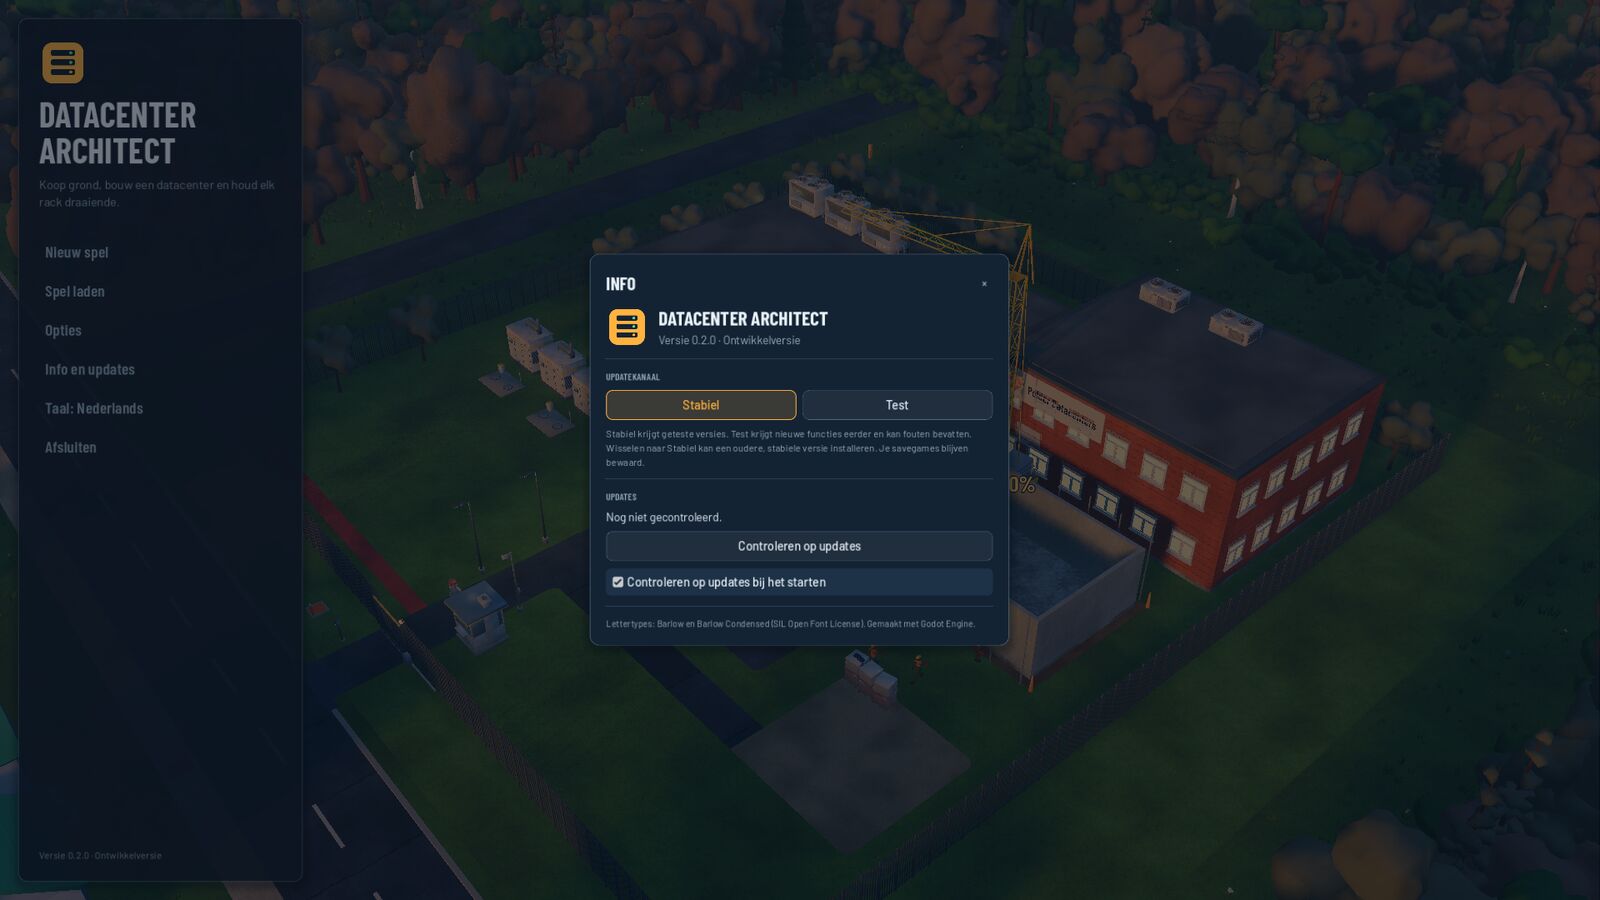 DATACENTER
ARCHITECT
Koop grond, bouw een datacenter en houd elk
rack draaiende.
Nieuw spel
Spel laden
Opties
Info en updates
Taal: Nederlands
Afsluiten
Versie 0.2.0 · Ontwikkelversie
INFO
×
DATACENTER ARCHITECT
Versie 0.2.0 · Ontwikkelversie
UPDATEKANAAL
Stabiel
Test
Stabiel krijgt geteste versies. Test krijgt nieuwe functies eerder en kan fouten bevatten.
Wisselen naar Stabiel kan een oudere, stabiele versie installeren. Je savegames blijven
bewaard.
UPDATES
Nog niet gecontroleerd.
Controleren op updates
Controleren op updates bij het starten
Lettertypes: Barlow en Barlow Condensed (SIL Open Font License). Gemaakt met Godot Engine.
0%